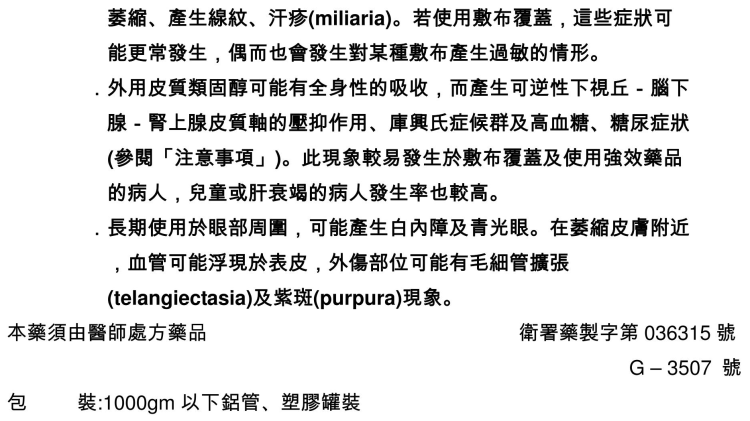 萎縮、產生線紋、汗疹(miliaria)。若使用敷布覆蓋，這些症狀可
能更常發生，偶而也會發生對某種敷布產生過敏的情形。
．外用皮質類固醇可能有全身性的吸收，而產生可逆性下視丘－腦下
腺－腎上腺皮質軸的壓抑作用、庫興氏症候群及高血糖、糖尿症狀
(參閱「注意事項」)。此現象較易發生於敷布覆蓋及使用強效藥品
的病人，兒童或肝衰竭的病人發生率也較高。
．長期使用於眼部周圍，可能產生白內障及青光眼。在萎縮皮膚附近
，血管可能浮現於表皮，外傷部位可能有毛細管擴張
(telangiectasia)及紫斑(purpura)現象。
本藥須由醫師處方藥品 衛署藥製字第 036315 號
G – 3507 號
包 裝:1000gm 以下鋁管、塑膠罐裝